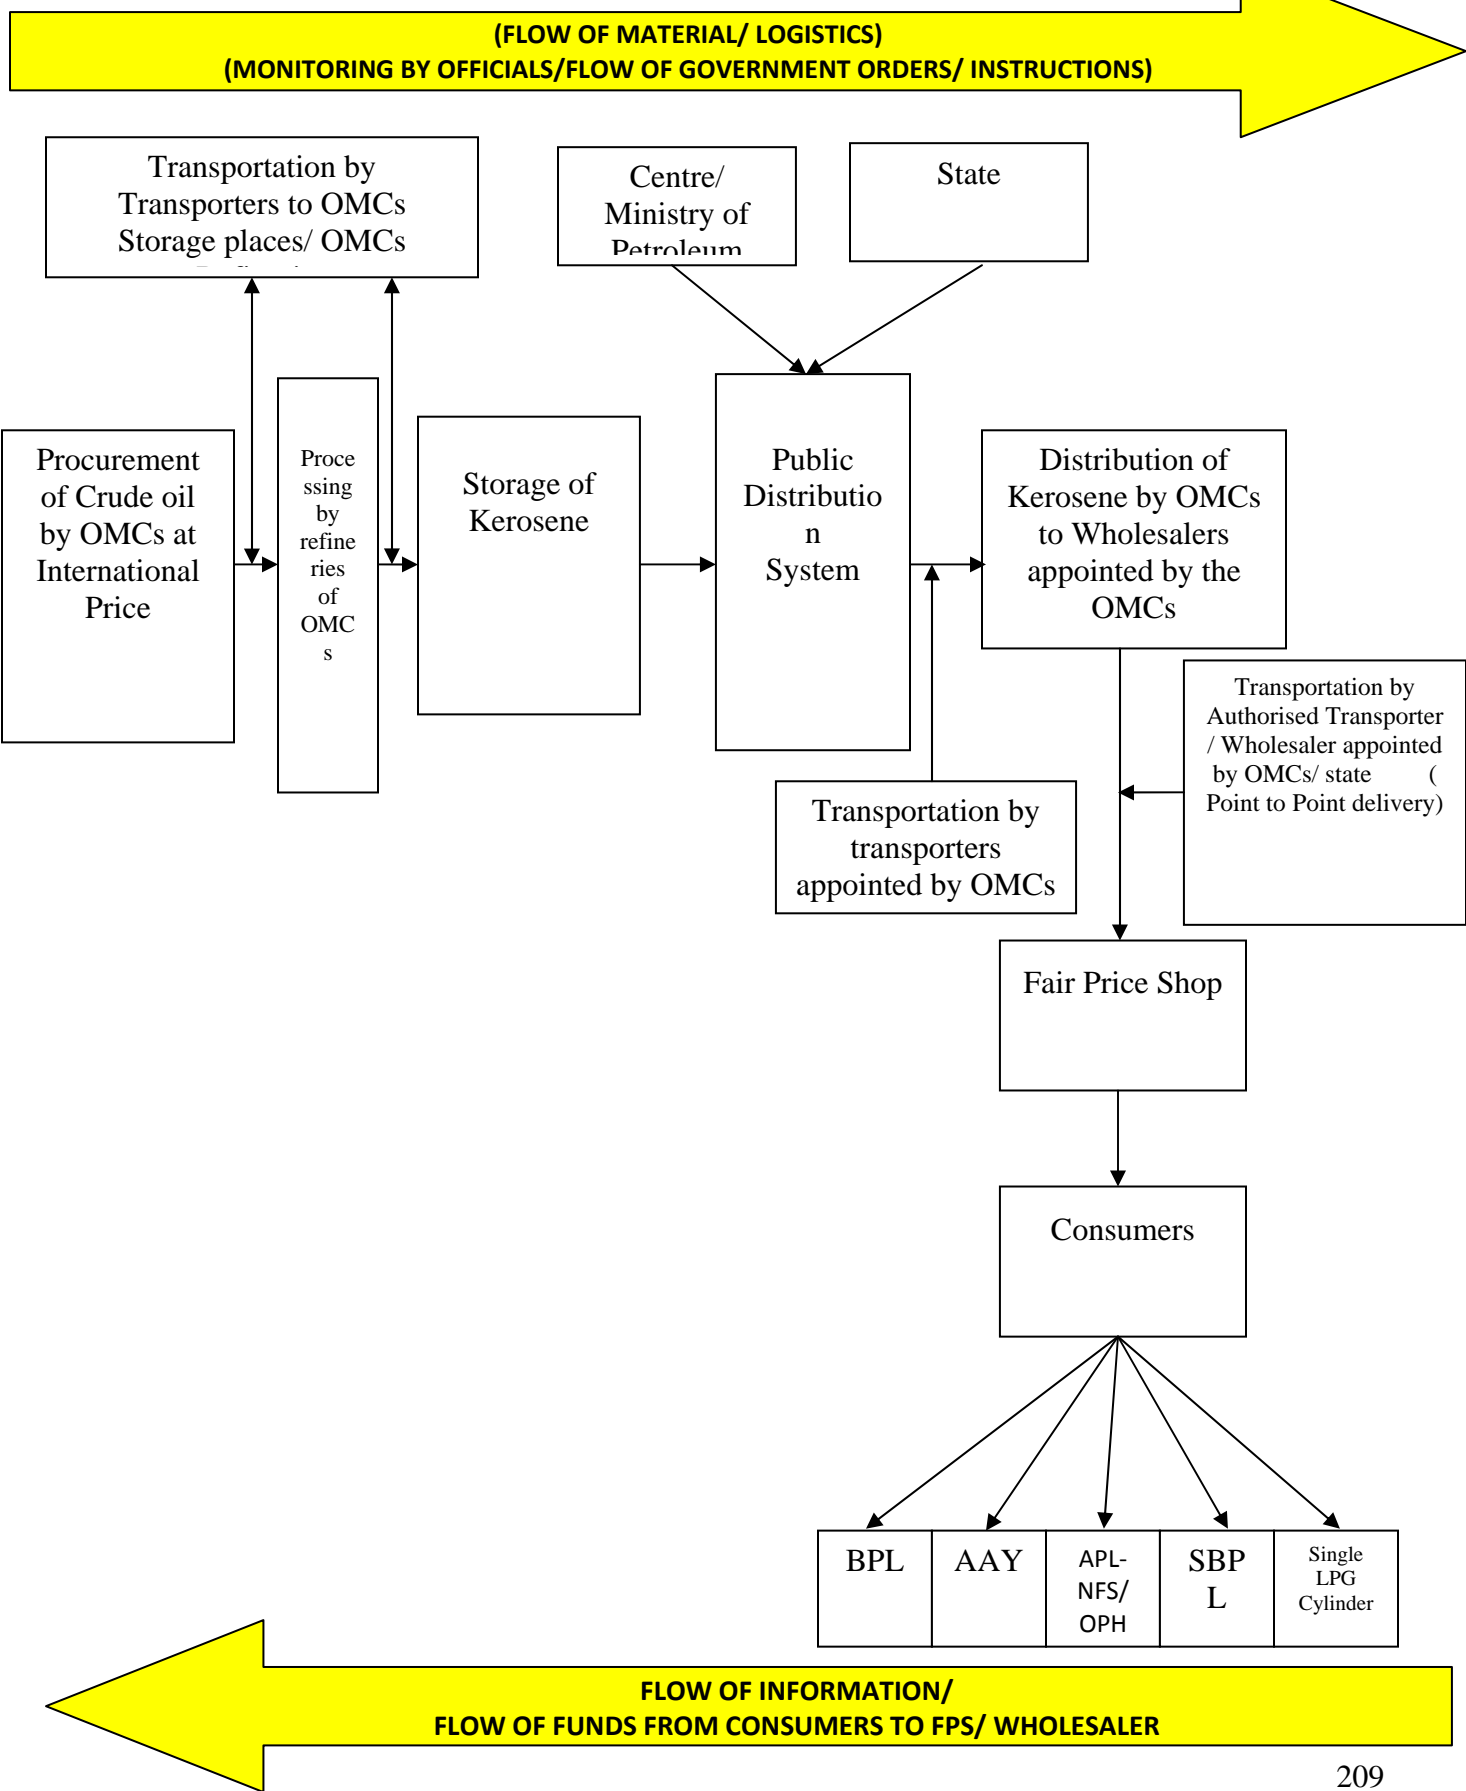 (FLOW OF MATERIAL/ LOGISTICS)
(MONITORING BY OFFICIALS/FLOW OF GOVERNMENT ORDERS/ INSTRUCTIONS)
Transportation by
Transporters to OMCs
Storage places/ OMCs
Centre/
Ministry of
Petroleum
State
Procurement
of Crude oil
by OMCs at
International
Price
Proce
ssing
by
refine
ries
of
OMC
s
Storage of
Kerosene
Public
Distributio
n
System
Distribution of
Kerosene by OMCs
to Wholesalers
appointed by the
OMCs
Transportation by
Authorised Transporter
/ Wholesaler appointed
by OMCs/ state (
Point to Point delivery)
Transportation by
transporters
appointed by OMCs
Fair Price Shop
Consumers
BPL
AAY
APL-
NFS/
OPH
SBP
L
Single
LPG
Cylinder
FLOW OF INFORMATION/
FLOW OF FUNDS FROM CONSUMERS TO FPS/ WHOLESALER
209